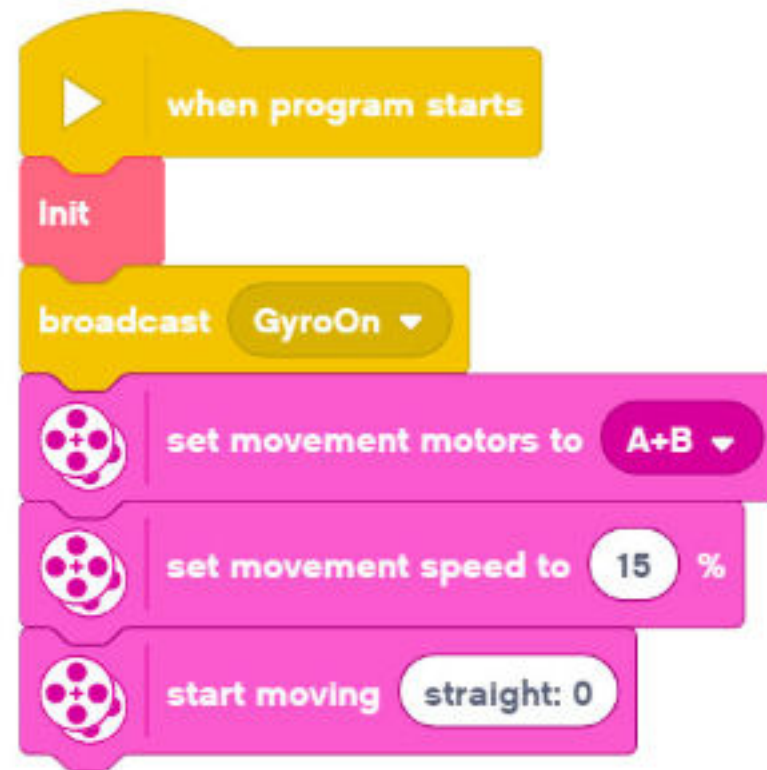 when program starts
Init
broadcast GyroOn
set movement motors to A+B
set movement speed to 15 %
start moving straight: 0